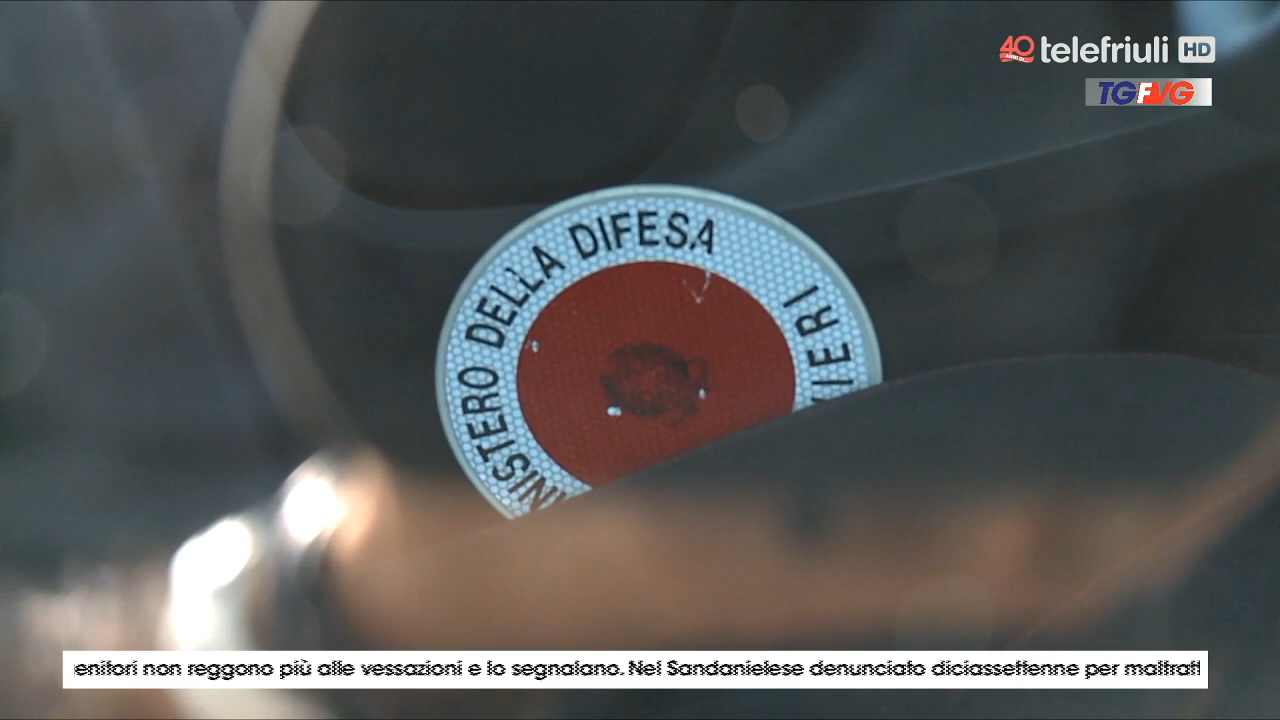 40
telefriuli HD
TGFVG
MINISTERO DELLA DIFESA
enitori non reggono più alle vessazioni e lo segnalano. Nel Sandanielese denunciato diciassettenne per maltratt